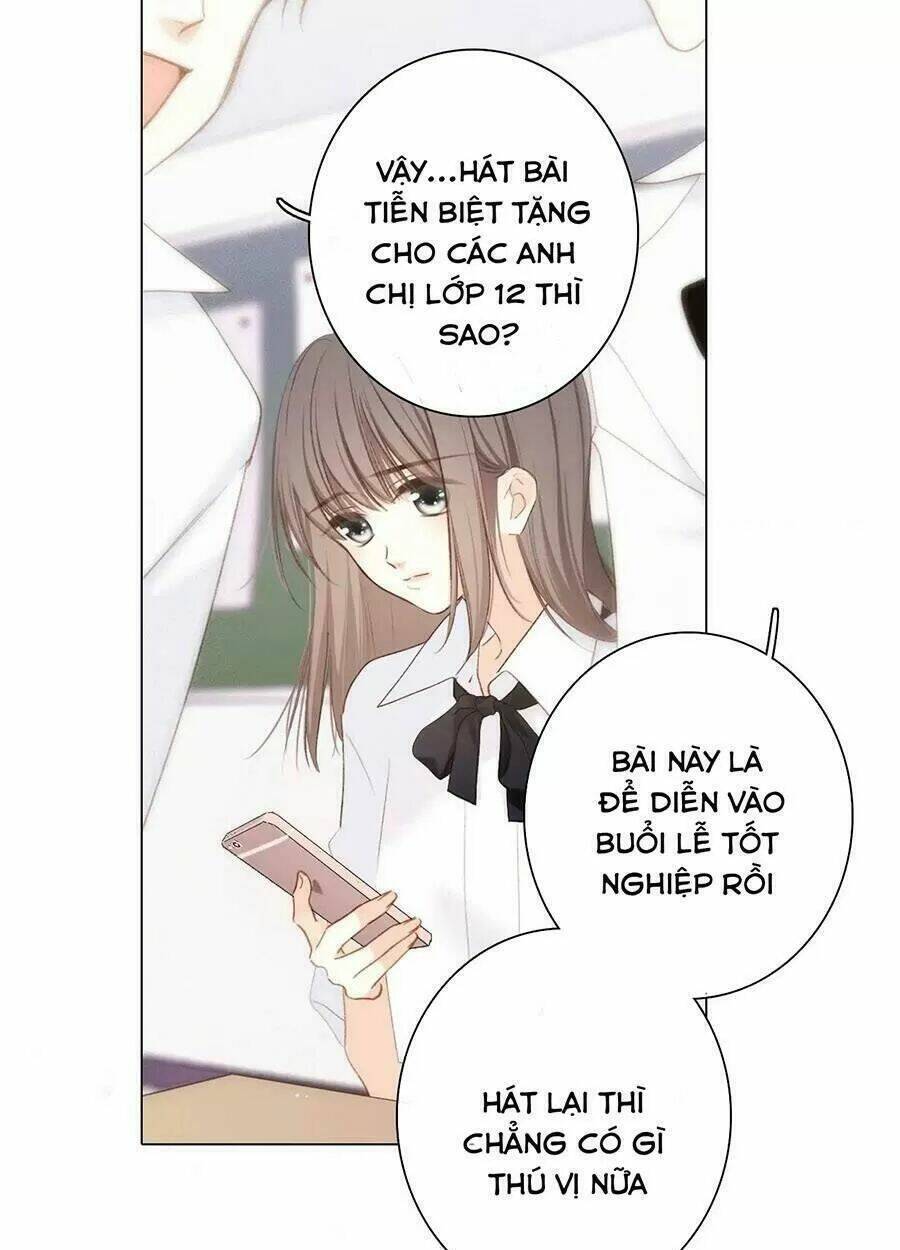 VẬY...HÁT BÀI
TIỄN BIỆT TẶNG
CHO CÁC ANH
CHỊ LỚP 12 THÌ
SAO?
BÀI NÀY LÀ
ĐỂ DIỄN VÀO
BUỔI LỄ TỐT
NGHIỆP RỒI
HÁT LẠI THÌ
CHẲNG CÓ GÌ
THÚ VỊ NỮA